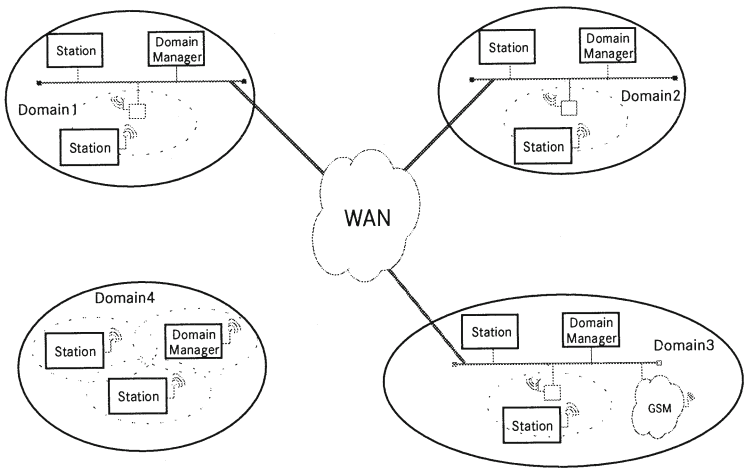 Station
Domain
Manager
Domain1
Station
Station
Domain
Manager
Domain2
Station
WAN
Domain4
Station
Domain
Manager
Station
Station
Domain
Manager
Domain3
Station
GSM